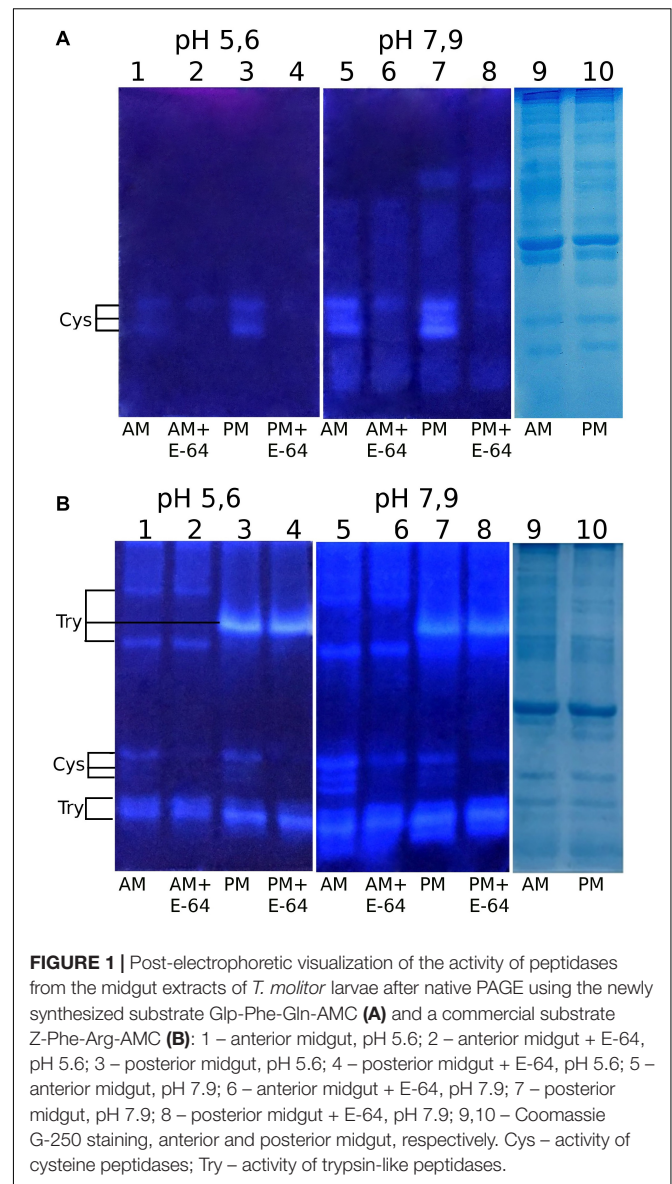 A
pH 5,6 pH 7,9
1 2 3 4 5 6 7 8 9 10
Cys
AM AM+ PM PM+ AM AM+ PM PM+ AM PM
E-64 E-64 E-64 E-64
B
pH 5,6 pH 7,9
1 2 3 4 5 6 7 8 9 10
Try
Cys
Try
AM AM+ PM PM+ AM AM+ PM PM+ AM PM
E-64 E-64 E-64 E-64
FIGURE 1 | Post-electrophoretic visualization of the activity of peptidases
from the midgut extracts of T. molitor larvae after native PAGE using the newly
synthesized substrate Glp-Phe-Gln-AMC (A) and a commercial substrate
Z-Phe-Arg-AMC (B): 1 – anterior midgut, pH 5.6; 2 – anterior midgut + E-64,
pH 5.6; 3 – posterior midgut, pH 5.6; 4 – posterior midgut + E-64, pH 5.6; 5 –
anterior midgut, pH 7.9; 6 – anterior midgut + E-64, pH 7.9; 7 – posterior
midgut, pH 7.9; 8 – posterior midgut + E-64, pH 7.9; 9,10 – Coomassie
G-250 staining, anterior and posterior midgut, respectively. Cys – activity of
cysteine peptidases; Try – activity of trypsin-like peptidases.